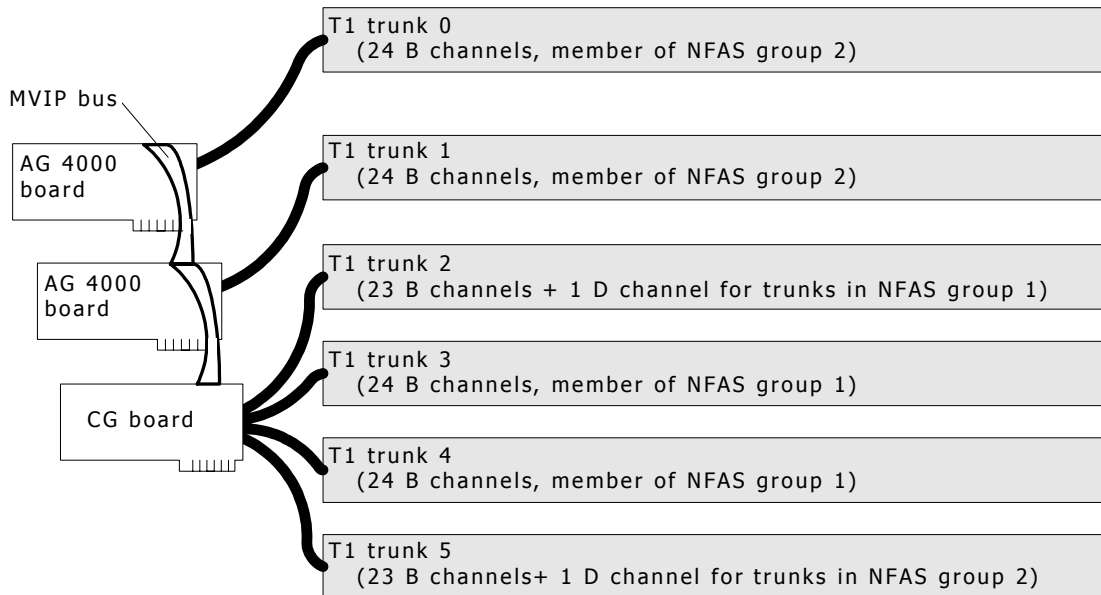 T1 trunk 0
(24 B channels, member of NFAS group 2)
MVIP bus
AG 4000
board
T1 trunk 1
(24 B channels, member of NFAS group 2)
AG 4000
board
T1 trunk 2
(23 B channels + 1 D channel for trunks in NFAS group 1)
T1 trunk 3
(24 B channels, member of NFAS group 1)
CG board
T1 trunk 4
(24 B channels, member of NFAS group 1)
T1 trunk 5
(23 B channels+ 1 D channel for trunks in NFAS group 2)